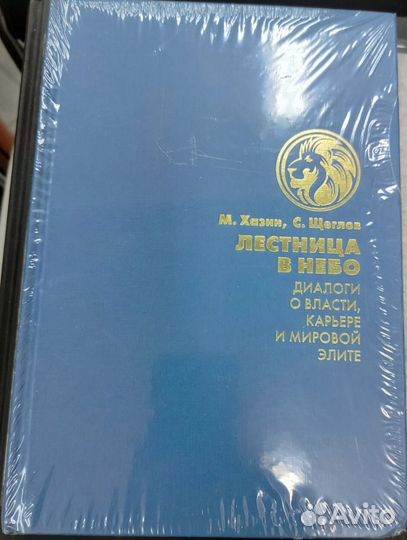 М. Хазин, С. Щеглов
ЛЕСТНИЦА
В НЕБО
ДИАЛОГИ
О ВЛАСТИ,
КАРЬЕРЕ
И МИРОВОЙ
ЭЛИТЕ
Avito